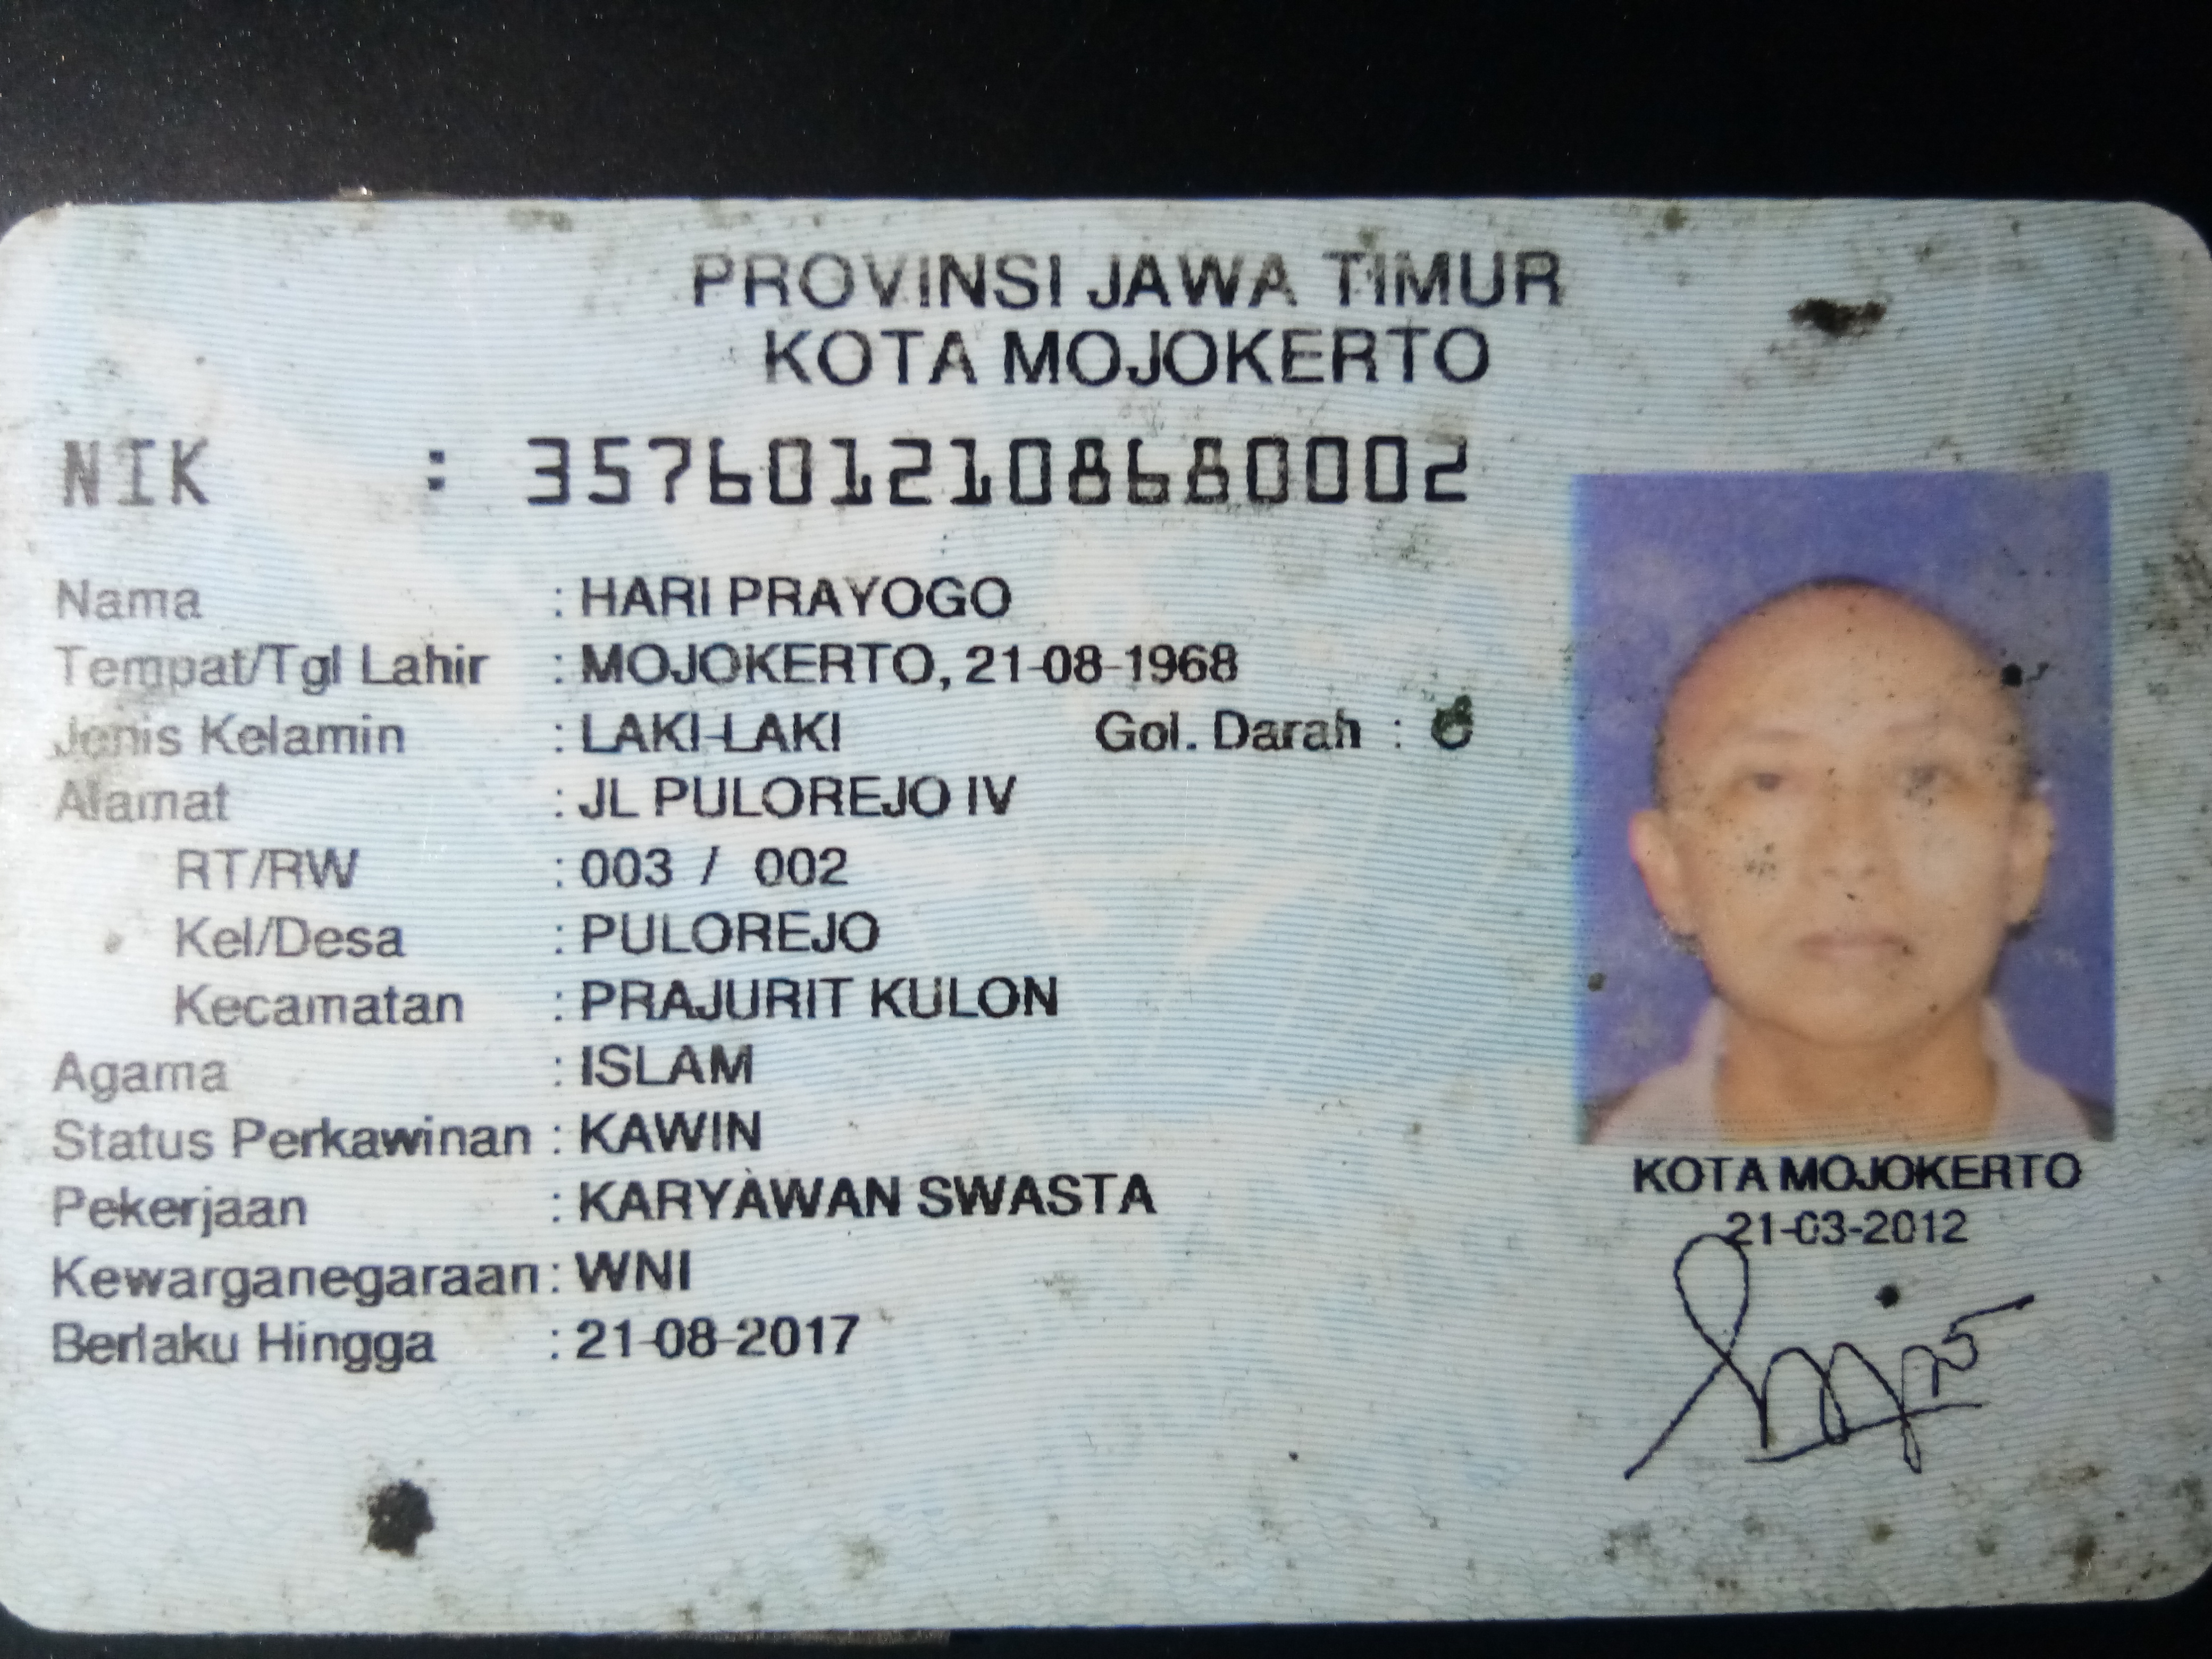 PROVINSI JAWA TIMUR
KOTA MOJOKERTO
NIK : 3576012108680002
Nama : HARI PRAYOGO
Tempat/Tgl Lahir : MOJOKERTO, 21-08-1968
Jenis Kelamin : LAKI-LAKI Gol. Darah :
Alamat : JL PULOREJO IV
RT/RW : 003 / 002
Kel/Desa : PULOREJO
Kecamatan : PRAJURIT KULON
Agama : ISLAM
Status Perkawinan : KAWIN
Pekerjaan : KARYAWAN SWASTA
Kewarganegaraan : WNI
Berlaku Hingga : 21-08-2017
KOTA MOJOKERTO
21-03-2012